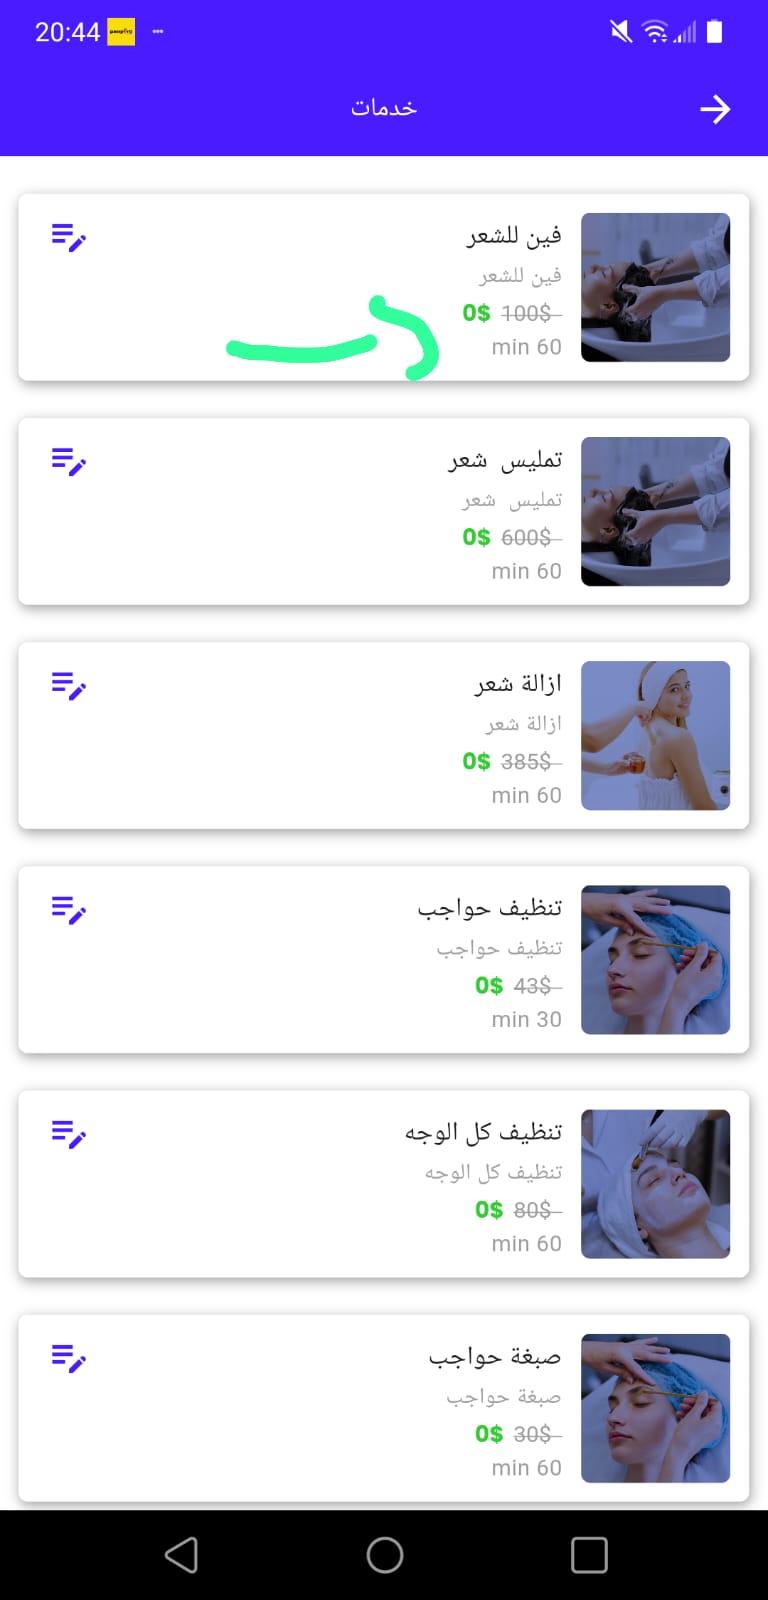 20:44
خدمات
فين للشعر
فين للشعر
100$ 0$
60 min
تمليس شعر
تمليس شعر
600$ 0$
60 min
ازالة شعر
ازالة شعر
385$ 0$
60 min
تنظيف حواجب
تنظيف حواجب
43$ 0$
30 min
تنظيف كل الوجه
تنظيف كل الوجه
80$ 0$
60 min
صبغة حواجب
صبغة حواجب
30$ 0$
60 min